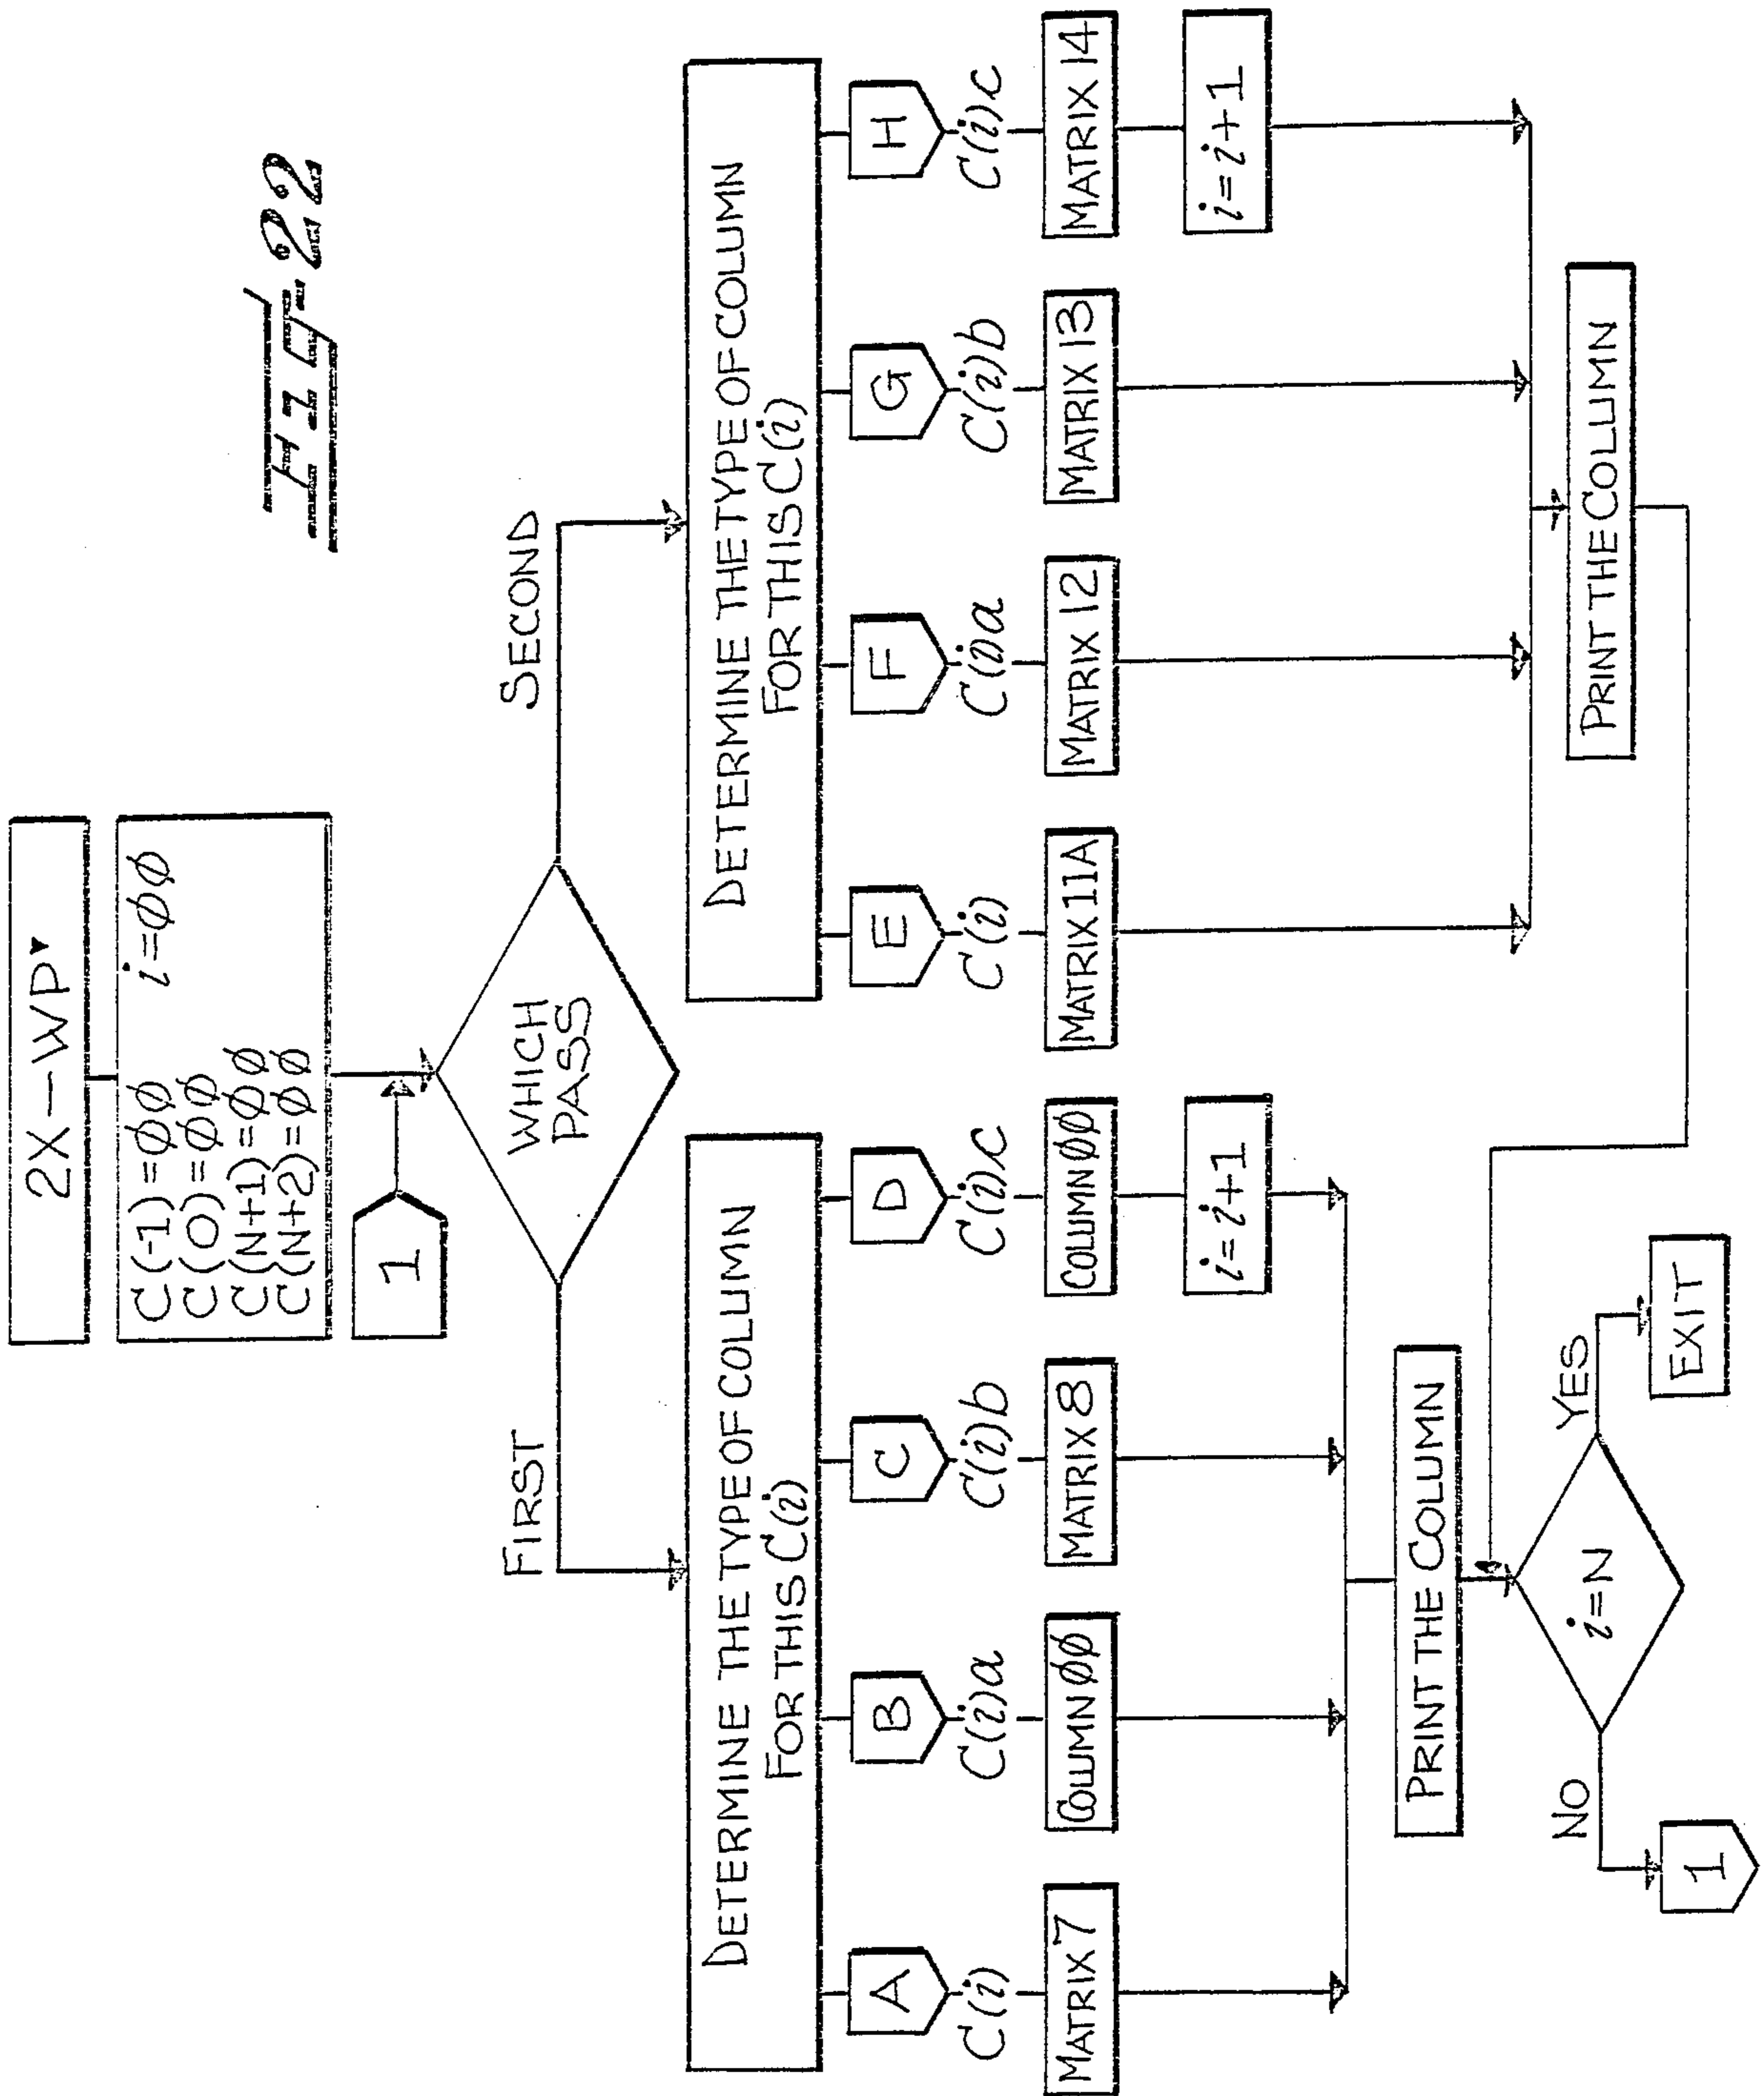 FIG. 22
2X-WP
C(-1)=ØØ i=ØØ
C(0)=ØØ
C(N+1)=ØØ
C(N+2)=ØØ
1
WHICH
PASS
FIRST
SECOND
DETERMINE THE TYPE OF COLUMN
FOR THIS C(i)
A
B
C
D
C(i)
C(i)a
C(i)b
C(i)c
MATRIX 7
COLUMN ØØ
MATRIX 8
COLUMN ØØ
i=i+1
PRINT THE COLUMN
DETERMINE THE TYPE OF COLUMN
FOR THIS C(i)
E
F
G
H
C(i)
C(i)a
C(i)b
C(i)c
MATRIX 11A
MATRIX 12
MATRIX 13
MATRIX 14
i=i+1
PRINT THE COLUMN
i=N
NO
YES
1
EXIT